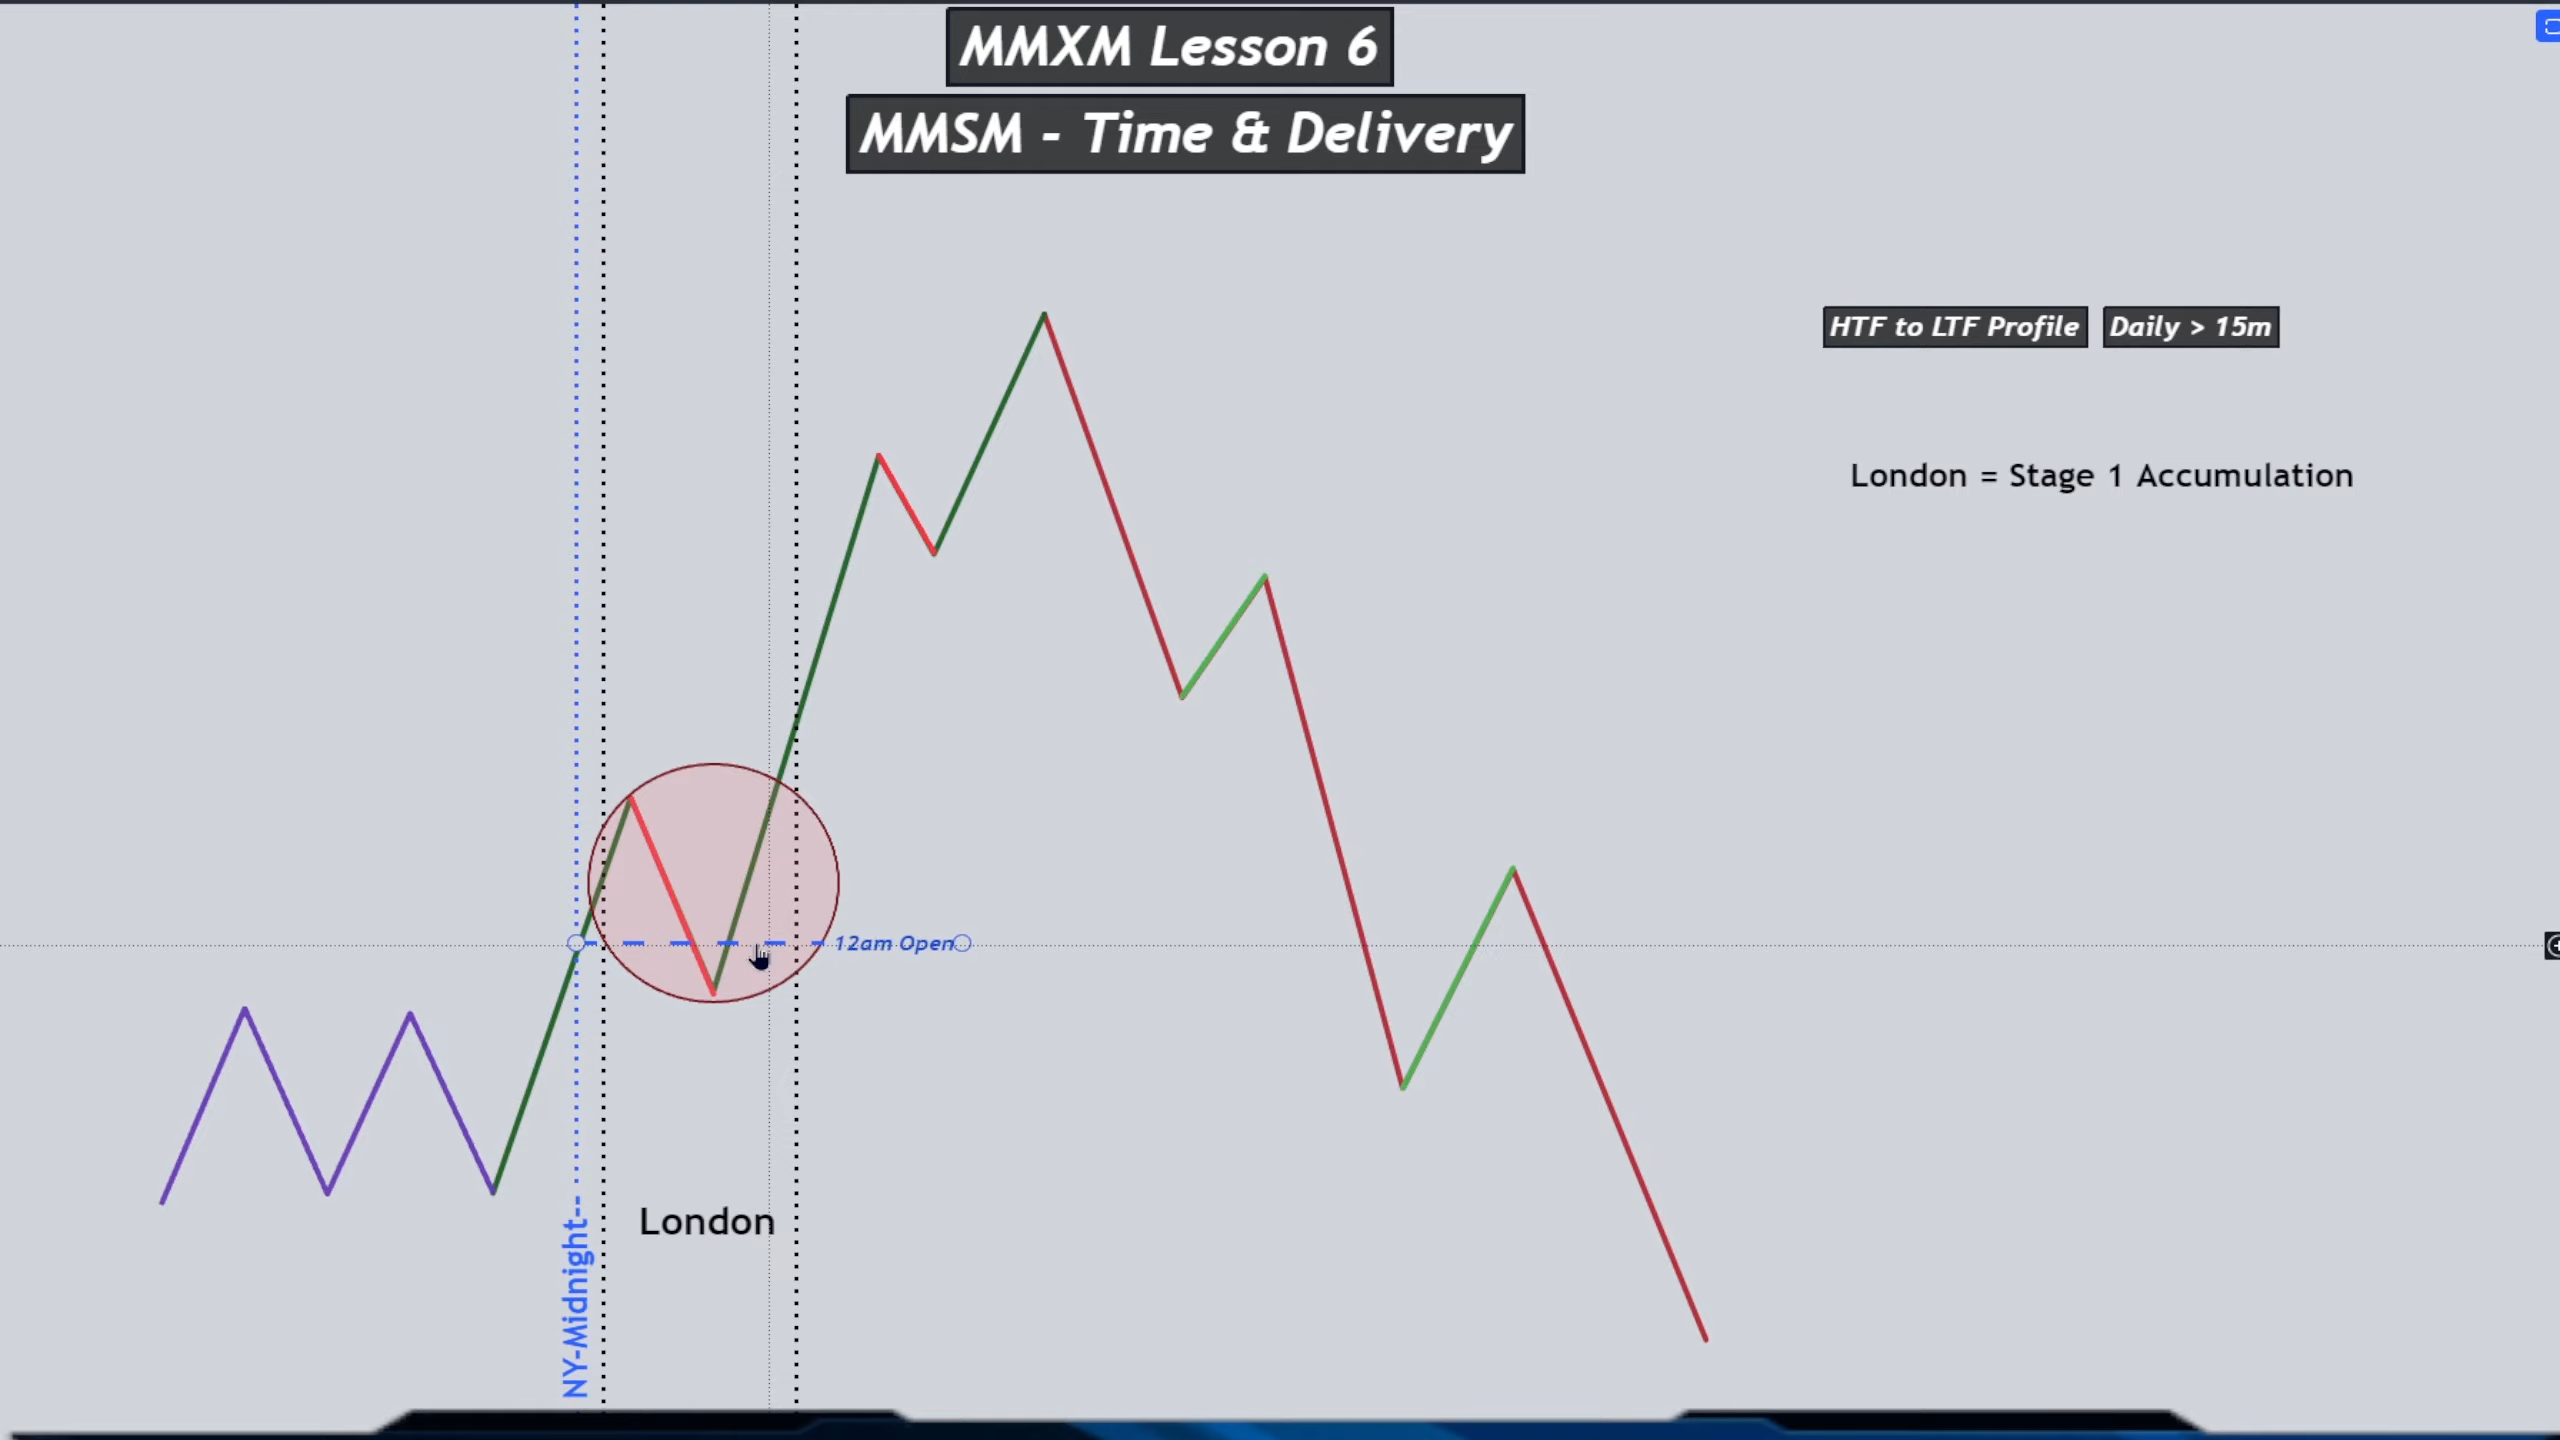 MMXM Lesson 6
MMSM - Time & Delivery
HTF to LTF Profile
Daily > 15m
London = Stage 1 Accumulation
12am Open
London
NY-Midnight--